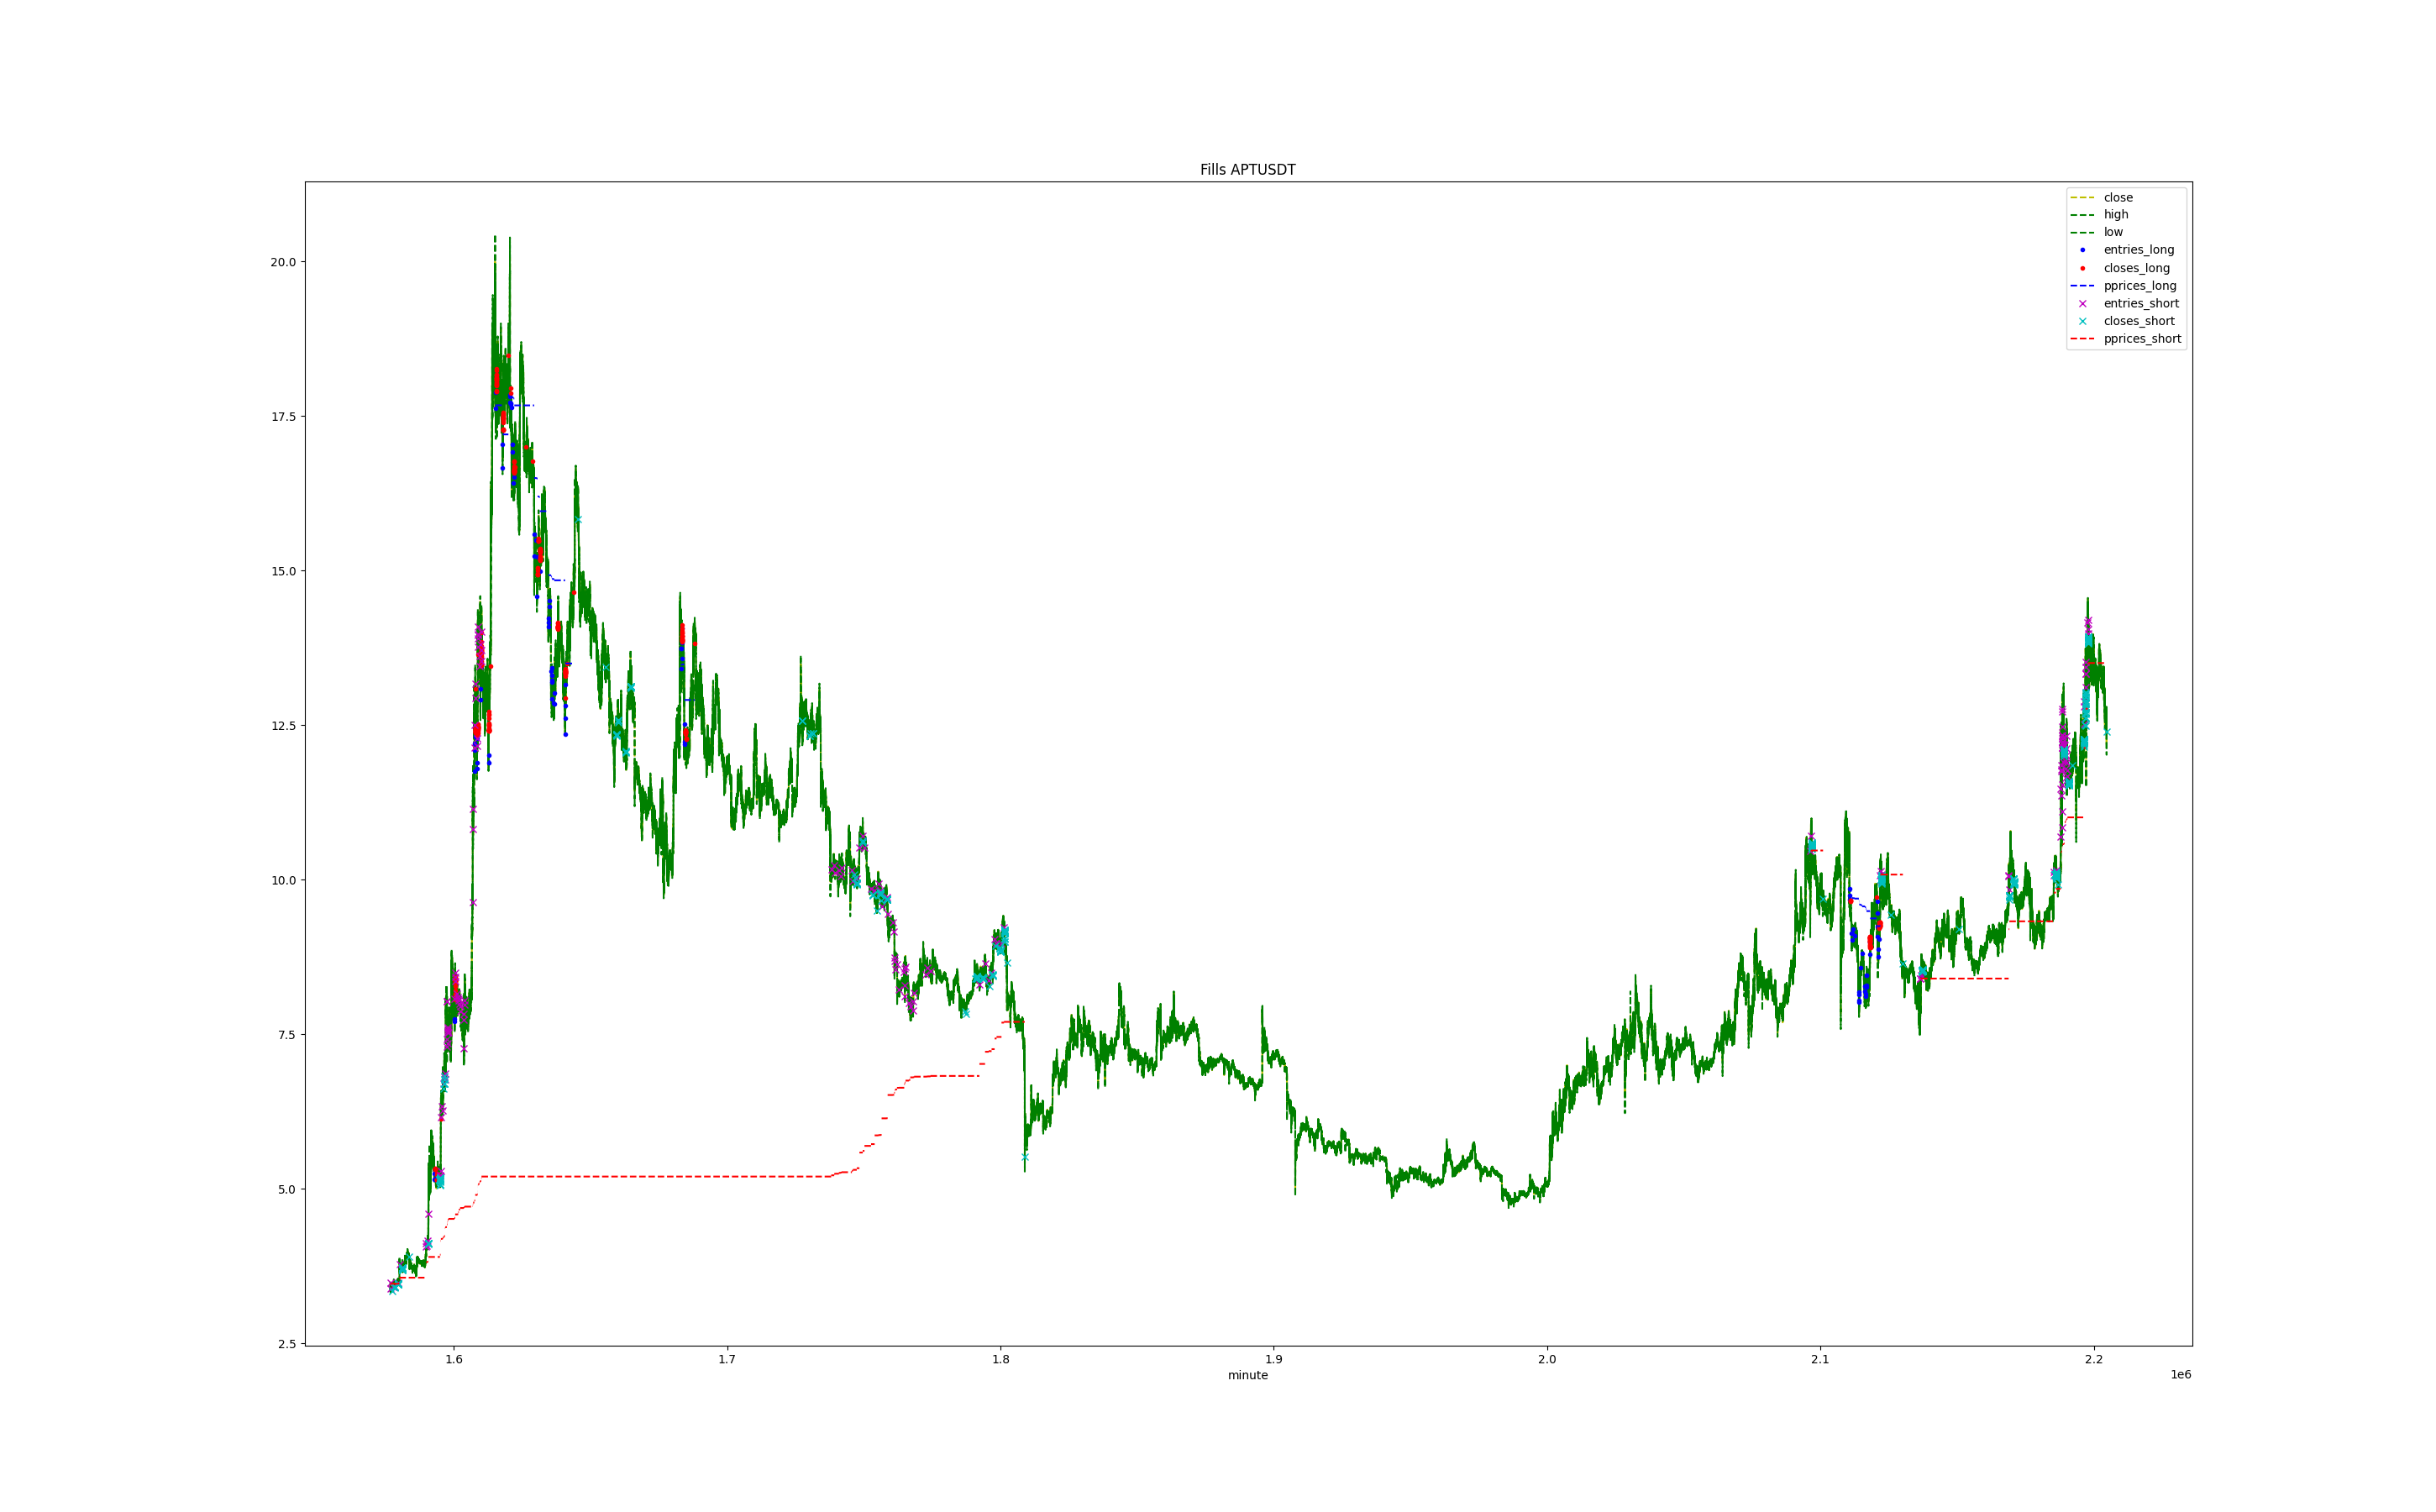 Fills APTUSDT
close
high
low
entries_long
closes_long
pprices_long
entries_short
closes_short
pprices_short
20.0
17.5
15.0
12.5
10.0
7.5
5.0
2.5
1.6 1.7 1.8 1.9 2.0 2.1 2.2
minute 1e6